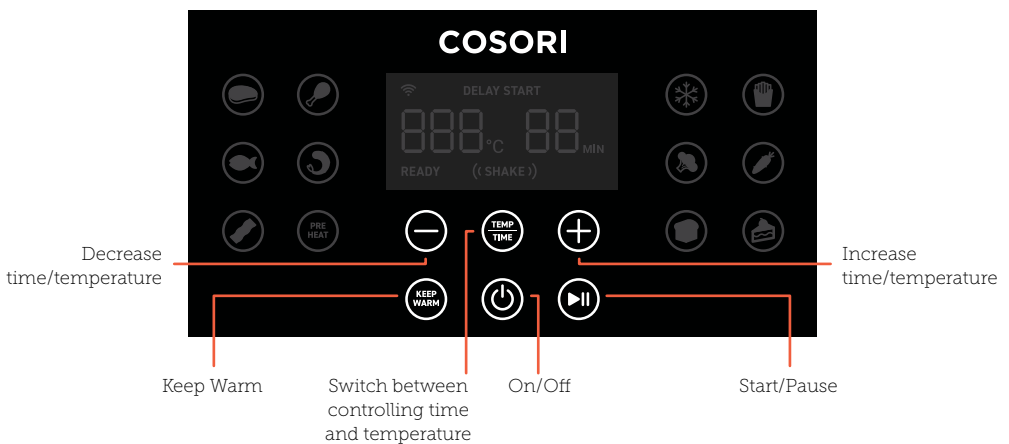 COSORI
DELAY START
888 °C 88 MIN
READY ((SHAKE))
PRE
HEAT
TEMP
TIME
KEEP
WARM
Decrease
time/temperature
Increase
time/temperature
Keep Warm
Switch between
controlling time
and temperature
On/Off
Start/Pause